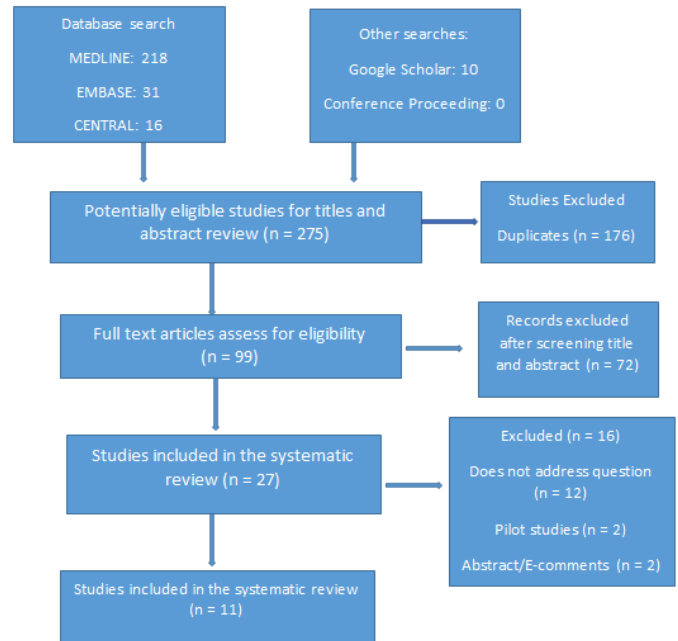 Database search
MEDLINE: 218
EMBASE: 31
CENTRAL: 16
Other searches:
Google Scholar: 10
Conference Proceeding: 0
Potentially eligible studies for titles and
abstract review (n = 275)
Studies Excluded
Duplicates (n = 176)
Full text articles assess for eligibility
(n = 99)
Records excluded
after screening title
and abstract (n = 72)
Studies included in the systematic
review (n = 27)
Excluded (n = 16)
Does not address question
(n = 12)
Pilot studies (n = 2)
Abstract/E-comments (n = 2)
Studies included in the systematic review
(n = 11)